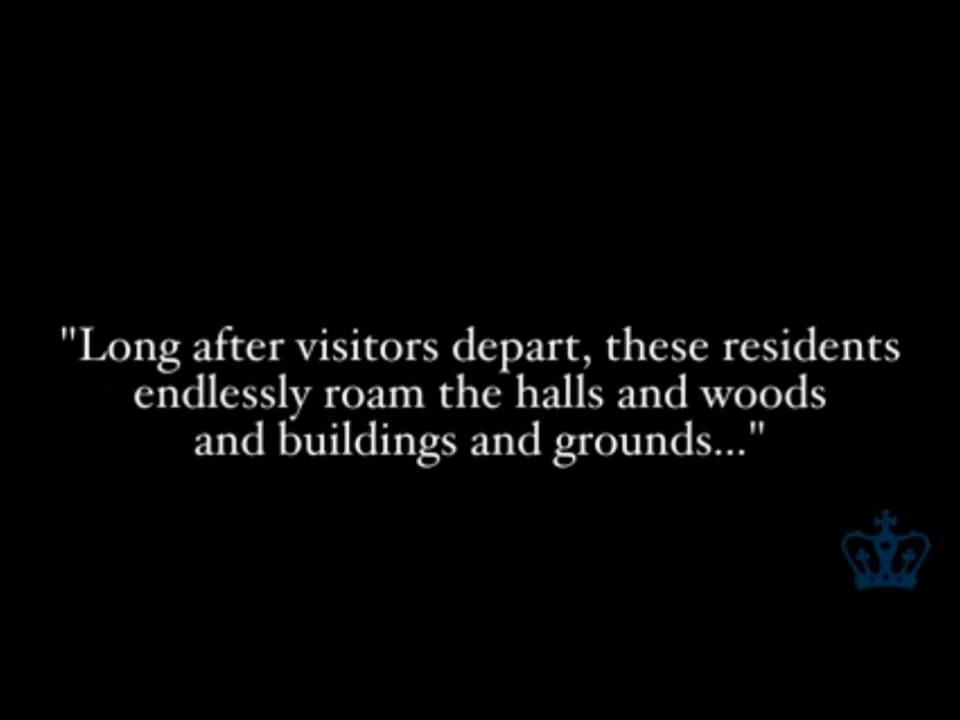 "Long after visitors depart, these residents
endlessly roam the halls and woods
and buildings and grounds..."